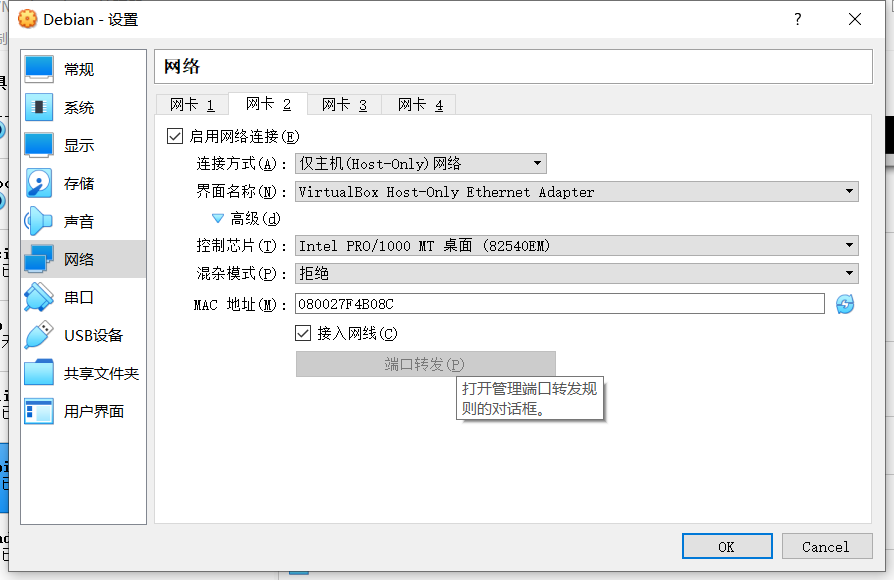 Debian - 设置
?
常规
系统
显示
存储
声音
网络
串口
USB设备
共享文件夹
用户界面
网络
网卡 1
网卡 2
网卡 3
网卡 4
启用网络连接(E)
连接方式(A)： 仅主机(Host-Only)网络
界面名称(N)： VirtualBox Host-Only Ethernet Adapter
高级(d)
控制芯片(T)： Intel PRO/1000 MT 桌面 (82540EM)
混杂模式(P)： 拒绝
MAC 地址(M)： 080027F4B08C
接入网线(C)
端口转发(P)
打开管理端口转发规
则的对话框。
OK
Cancel